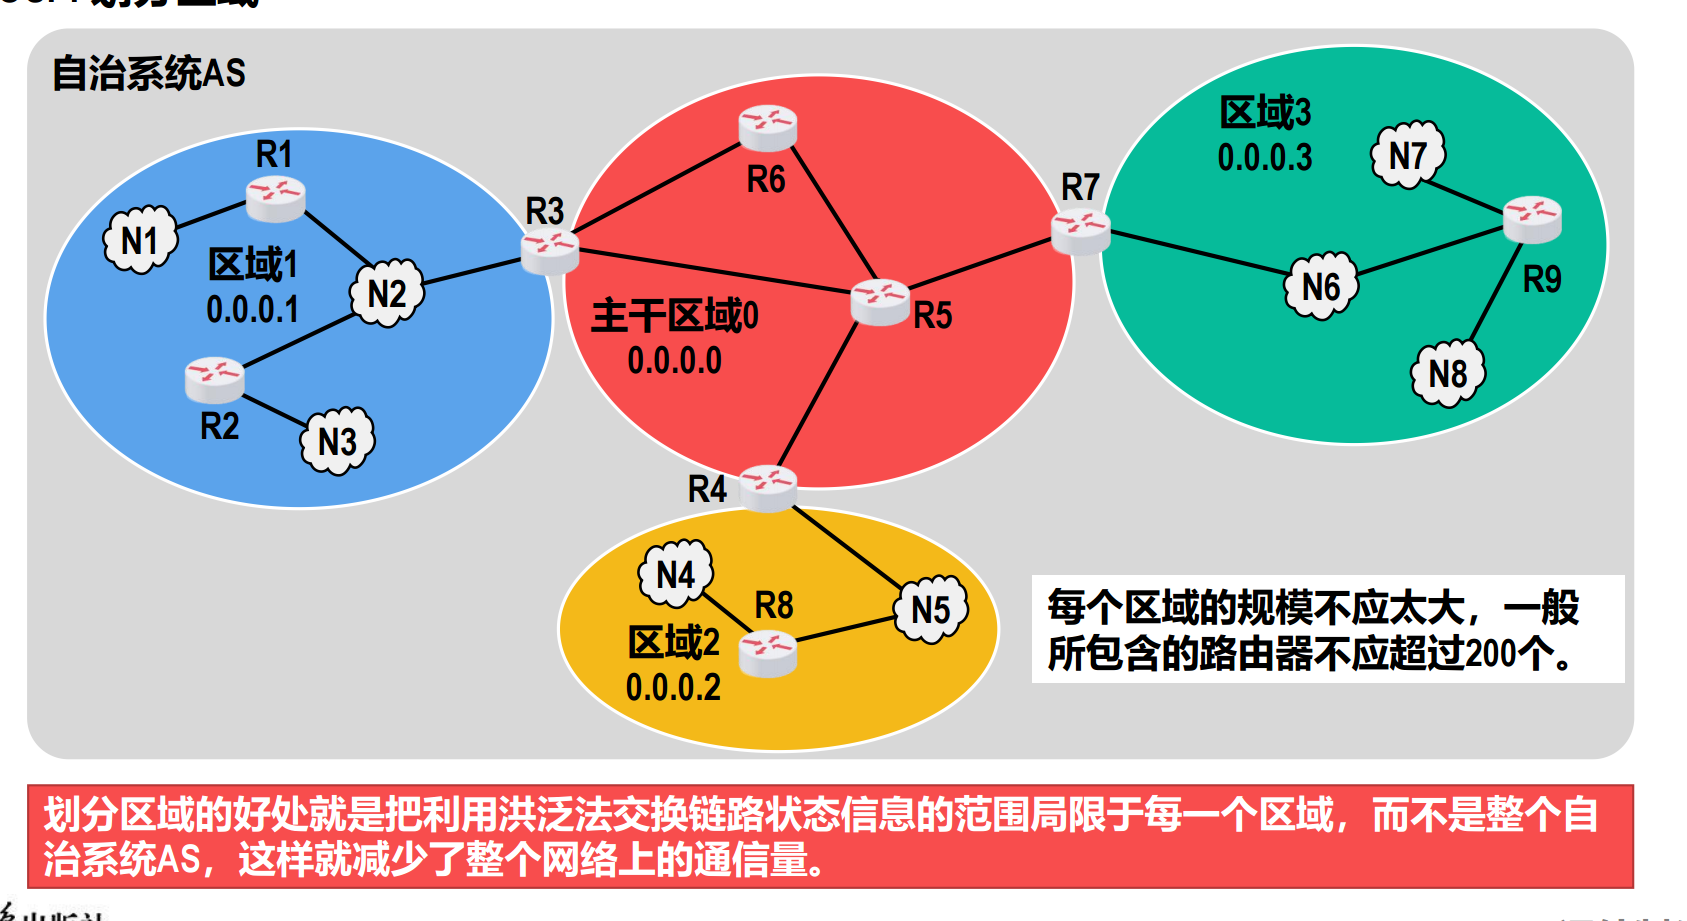 划分区域
自治系统AS
R1
N1
区域1
0.0.0.1
N2
R2
N3
R3
R6
主干区域0
0.0.0.0
R5
R4
R7
区域3
0.0.0.3
N7
N6
R9
N8
N4
R8
N5
区域2
0.0.0.2
每个区域的规模不应太大，一般
所包含的路由器不应超过200个。
划分区域的好处就是把利用洪泛法交换链路状态信息的范围局限于每一个区域，而不是整个自
治系统AS，这样就减少了整个网络上的通信量。
出版社